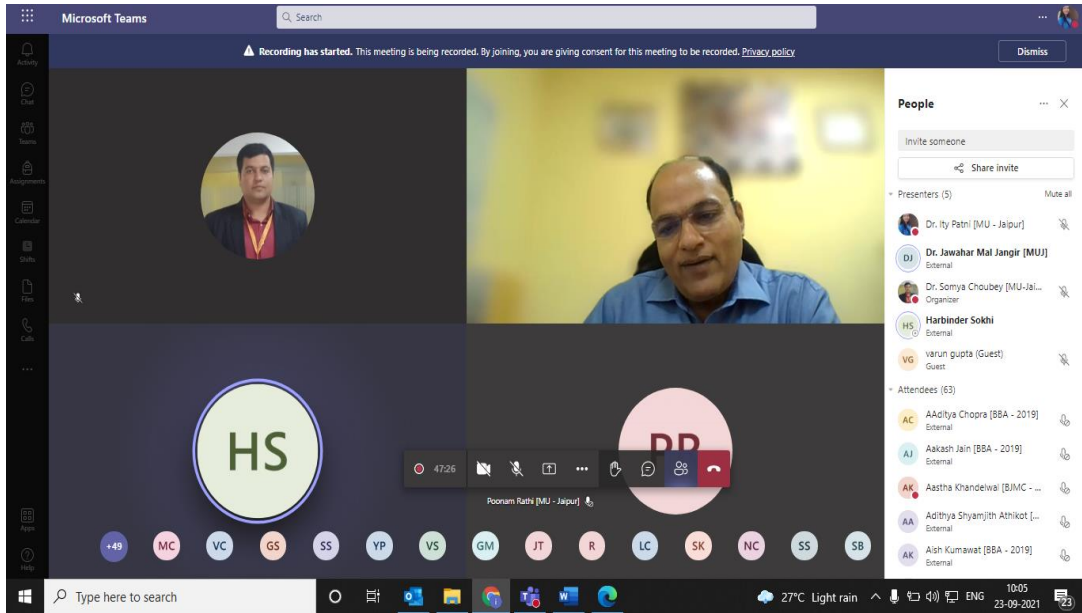 Microsoft Teams
Search
Recording has started. This meeting is being recorded. By joining, you are giving consent for this meeting to be recorded. Privacy policy
Dismiss
Activity
Chat
Teams
Assignments
Calendar
Shifts
Files
Calls
Apps
Help
HS
47:26
Poonam Rathi [MU - Jaipur]
+49
MC
VC
GS
SS
YP
VS
GM
JT
R
LC
SK
NC
SS
SB
People
Invite someone
Share invite
Presenters (5)
Mute all
Dr. Ity Patni [MU - Jaipur]
DJ
Dr. Jawahar Mal Jangir [MUJ]
External
Dr. Somya Choubey [MU-Jai...
Organizer
HS
Harbinder Sokhi
External
VG
varun gupta (Guest)
Guest
Attendees (63)
AC
AAditya Chopra [BBA - 2019]
External
AJ
Aakash Jain [BBA - 2019]
External
AK
Aastha Khandelwal [BJMC - ...
AA
Adithya Shyamjith Athikot [...
External
AK
Aish Kumawat [BBA - 2019]
External
Type here to search
27°C Light rain
ENG
10:05
23-09-2021
23